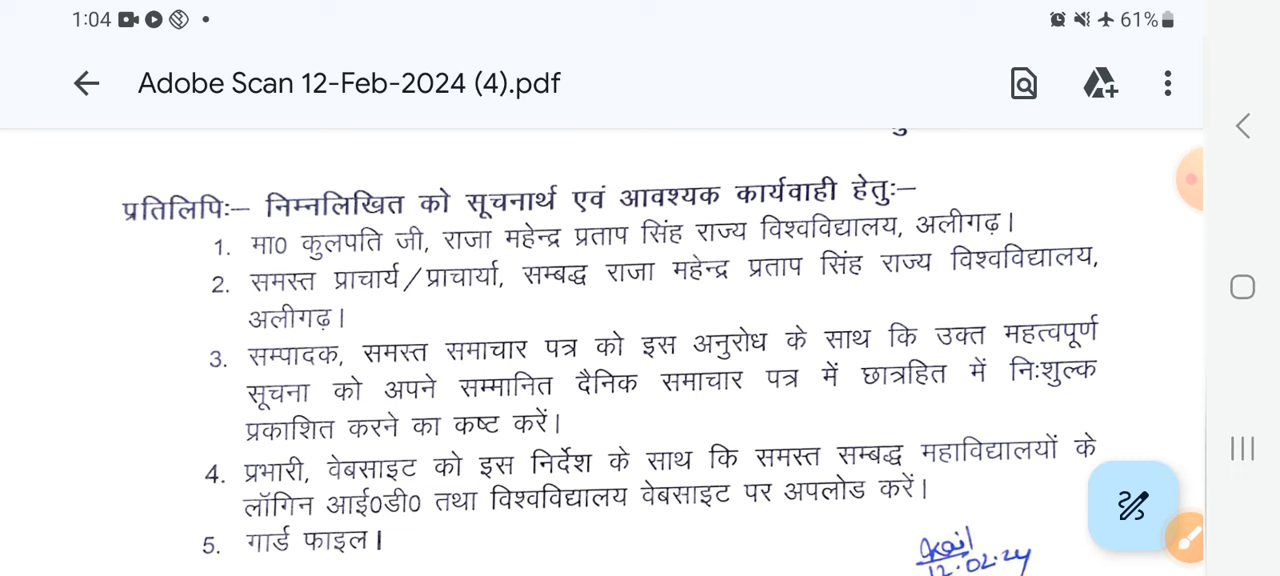 1:04
61%
Adobe Scan 12-Feb-2024 (4).pdf
प्रतिलिपिः– निम्नलिखित को सूचनार्थ एवं आवश्यक कार्यवाही हेतुः–
1. मा0 कुलपति जी, राजा महेन्द्र प्रताप सिंह राज्य विश्वविद्यालय, अलीगढ़।
2. समस्त प्राचार्य/प्राचार्या, सम्बद्ध राजा महेन्द्र प्रताप सिंह राज्य विश्वविद्यालय,
अलीगढ़।
3. सम्पादक, समस्त समाचार पत्र को इस अनुरोध के साथ कि उक्त महत्वपूर्ण
सूचना को अपने सम्मानित दैनिक समाचार पत्र में छात्रहित में निःशुल्क
प्रकाशित करने का कष्ट करें।
4. प्रभारी, वेबसाइट को इस निर्देश के साथ कि समस्त सम्बद्ध महाविद्यालयों के
लॉगिन आई0डी0 तथा विश्वविद्यालय वेबसाइट पर अपलोड करें।
5. गार्ड फाइल।
12.02.24